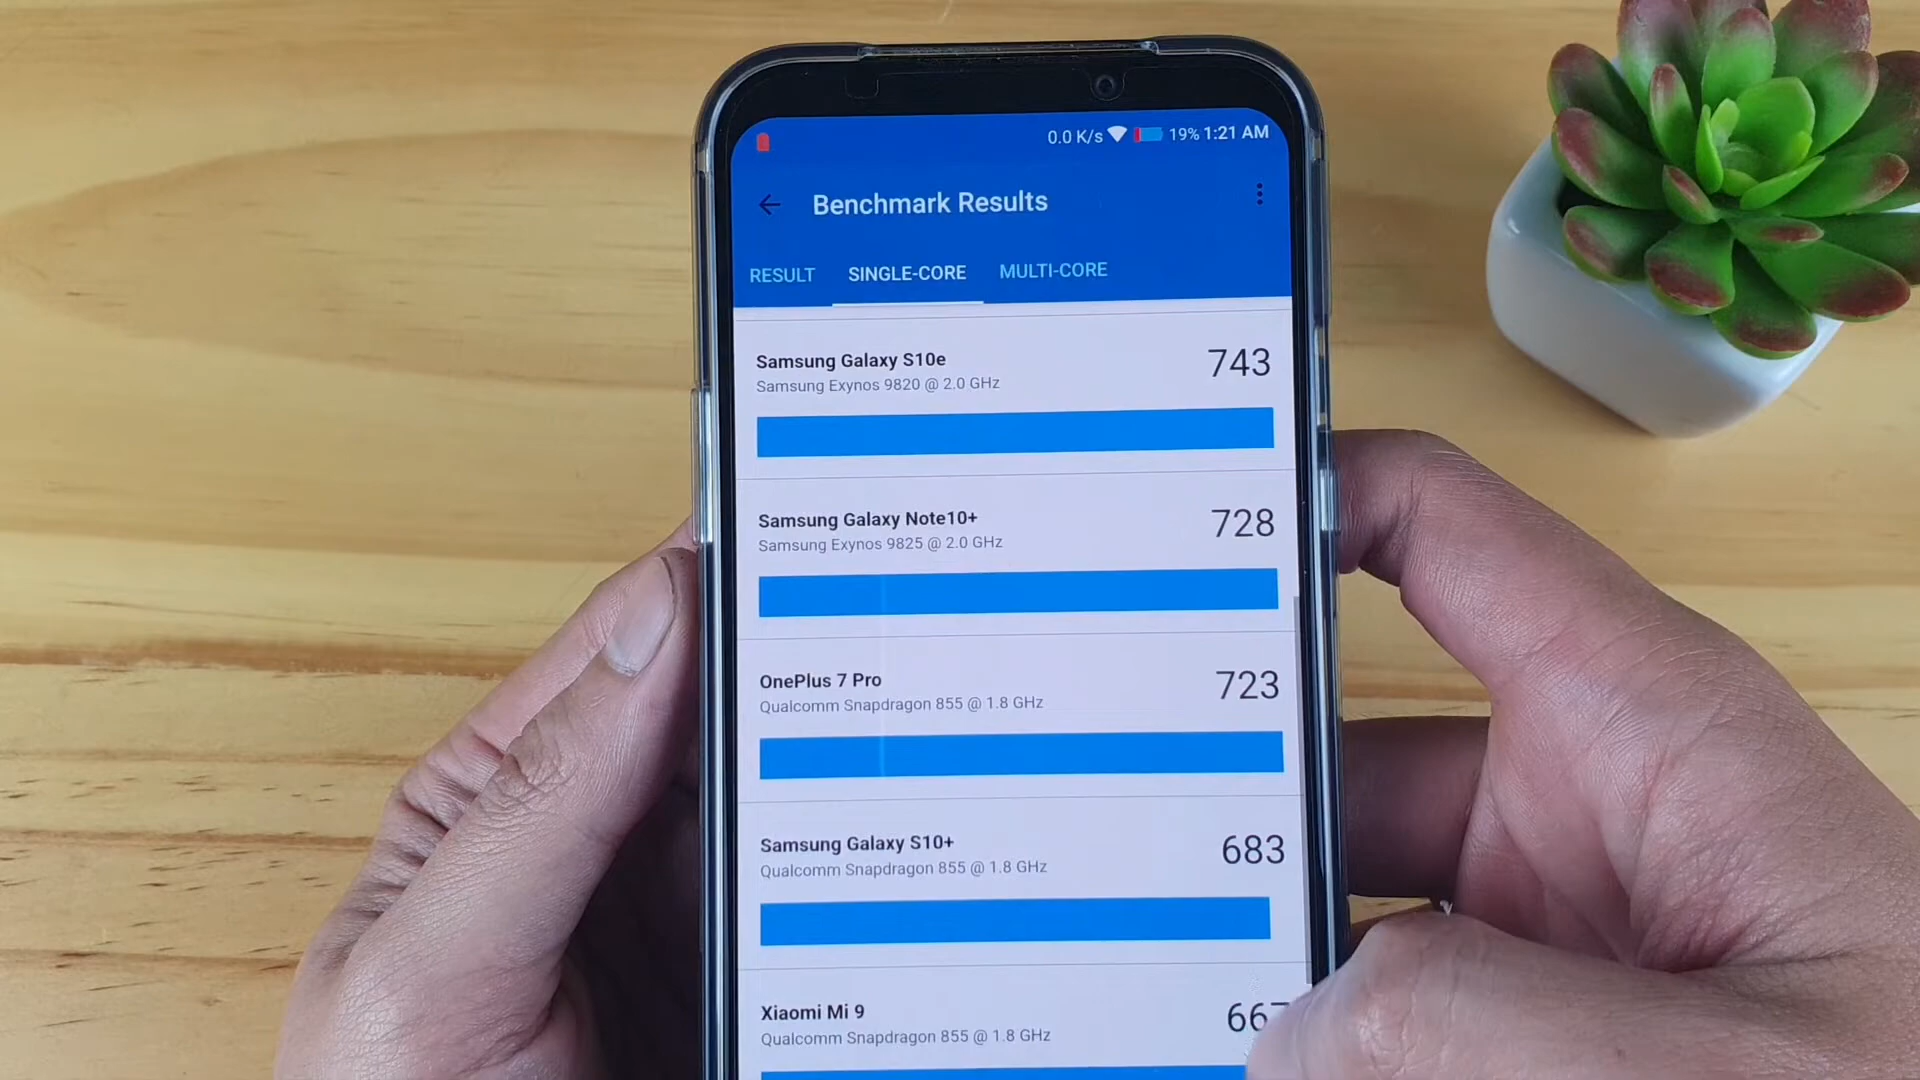 0.0 K/s 19% 1:21 AM
Benchmark Results
RESULT SINGLE-CORE MULTI-CORE
Samsung Galaxy S10e 743
Samsung Exynos 9820 @ 2.0 GHz
Samsung Galaxy Note10+ 728
Samsung Exynos 9825 @ 2.0 GHz
OnePlus 7 Pro 723
Qualcomm Snapdragon 855 @ 1.8 GHz
Samsung Galaxy S10+ 683
Qualcomm Snapdragon 855 @ 1.8 GHz
Xiaomi Mi 9
Qualcomm Snapdragon 855 @ 1.8 GHz